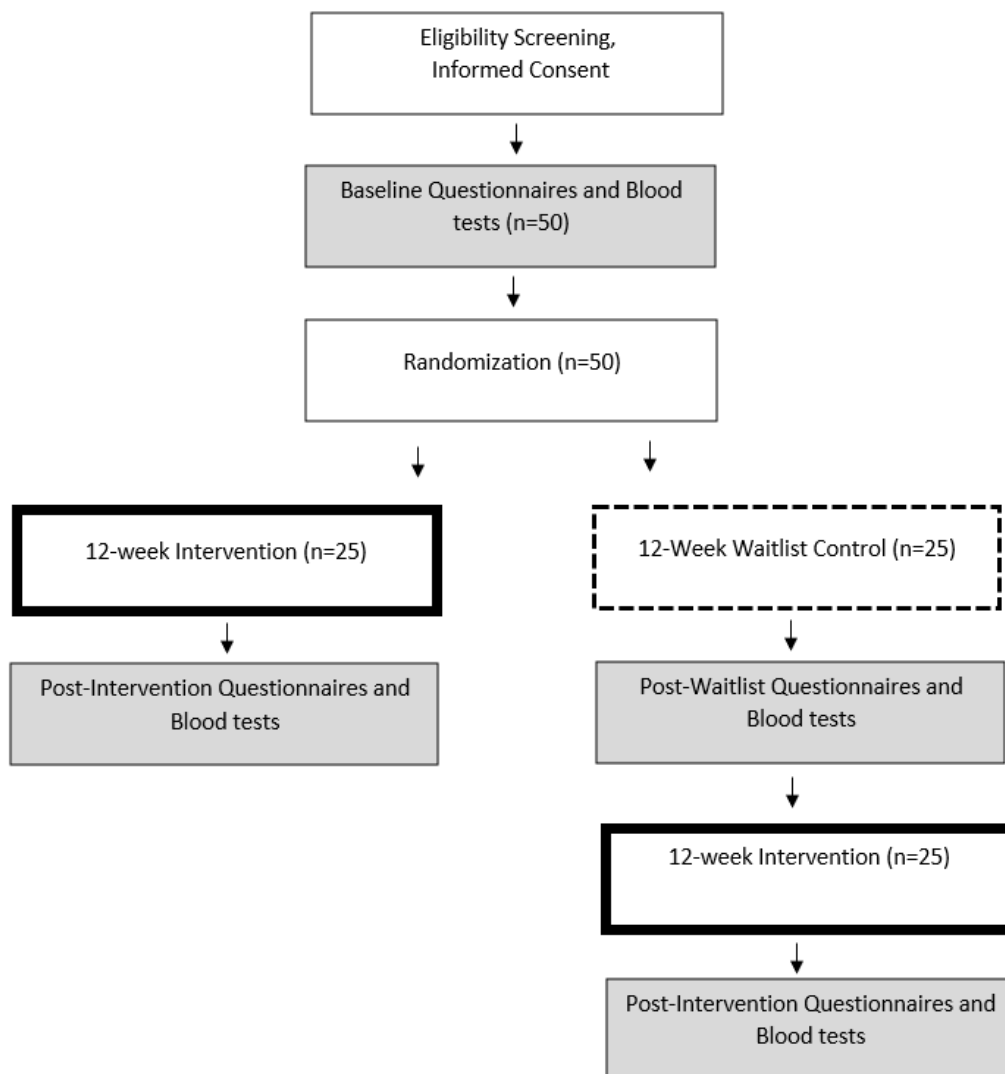 Eligibility Screening,
Informed Consent
Baseline Questionnaires and Blood
tests (n=50)
Randomization (n=50)
12-week Intervention (n=25)
12-Week Waitlist Control (n=25)
Post-Intervention Questionnaires and
Blood tests
Post-Waitlist Questionnaires and
Blood tests
12-week Intervention (n=25)
Post-Intervention Questionnaires and
Blood tests